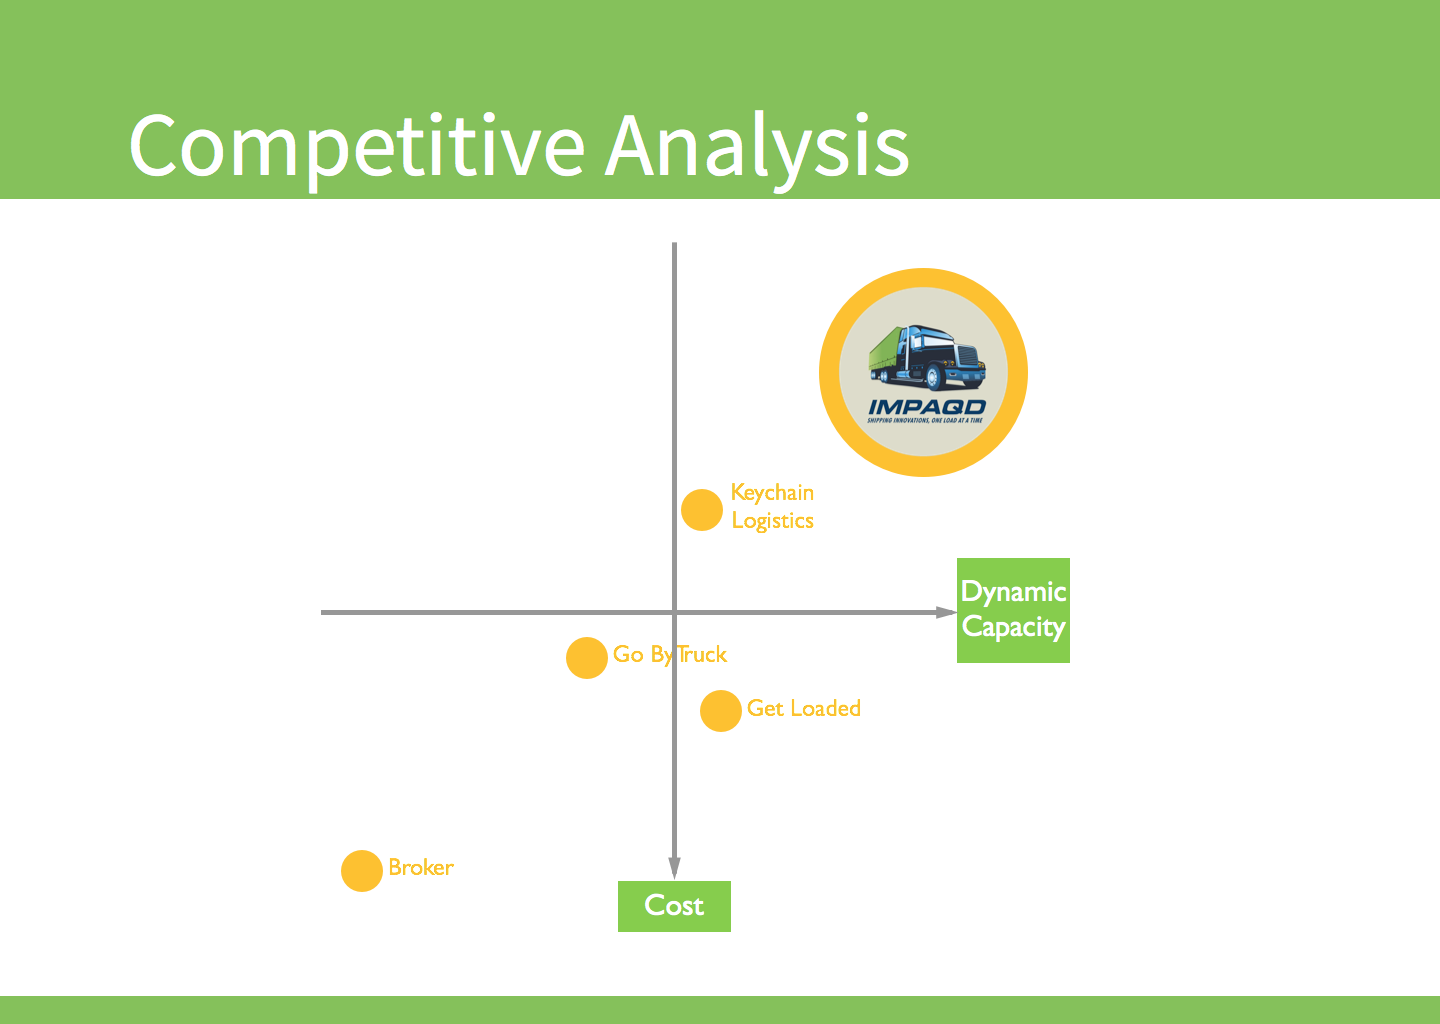 Competitive Analysis
IMPAQD
SHIPPING INNOVATIONS, ONE LOAD AT A TIME
Keychain
Logistics
Dynamic
Capacity
Go By Truck
Get Loaded
Broker
Cost